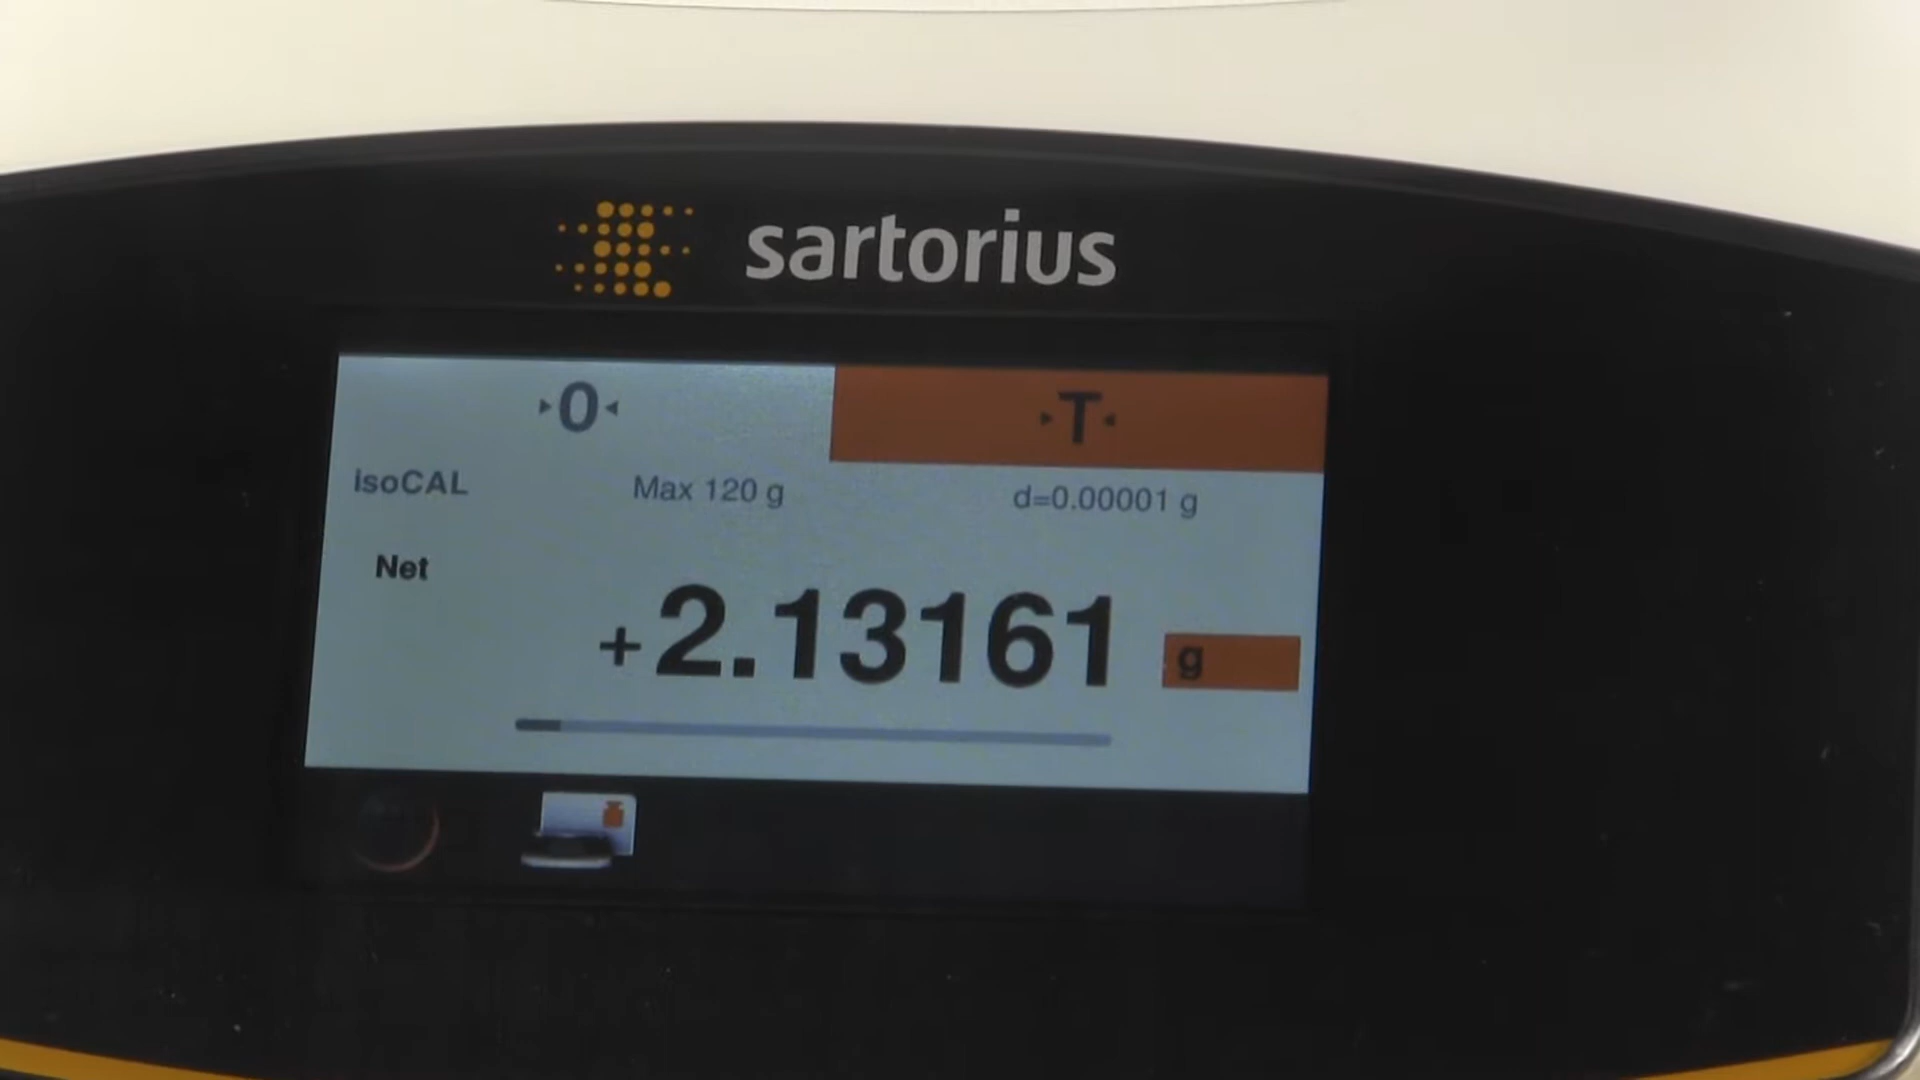 sartorius
0 T
isoCAL Max 120 g d=0.00001 g
Net
+2.13161 g